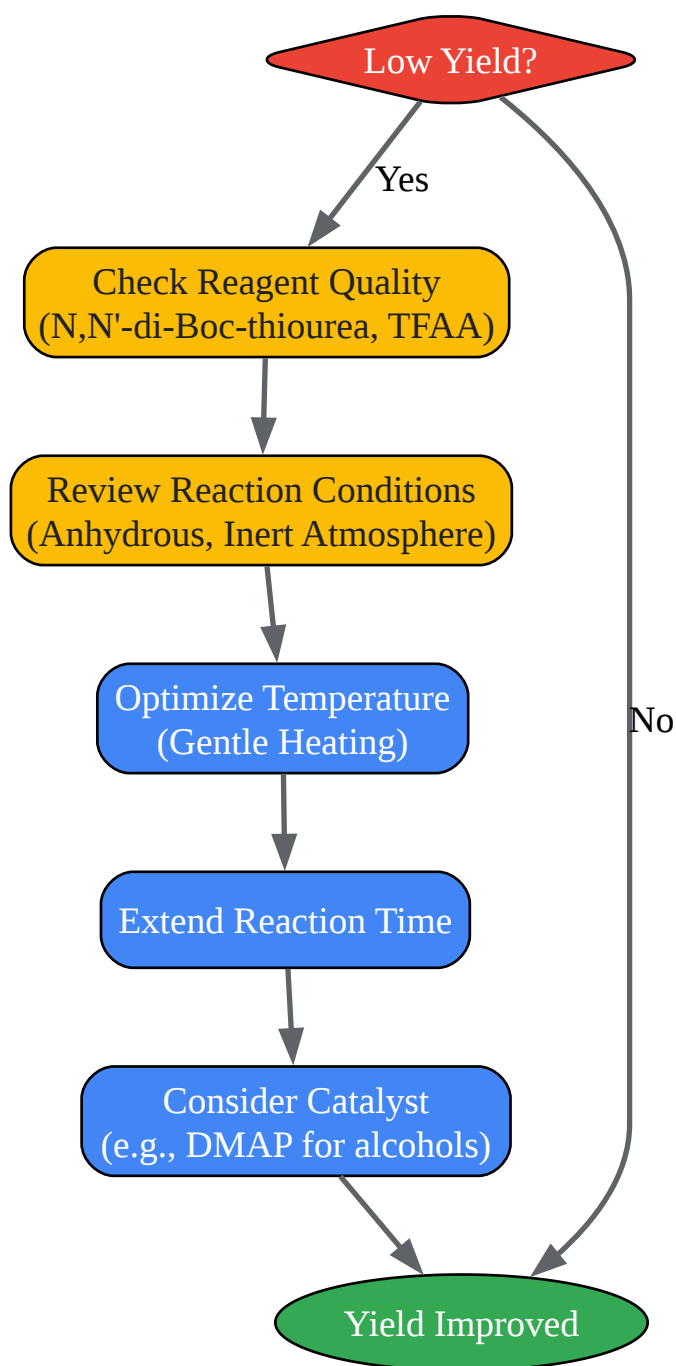 Low Yield?
Yes
Check Reagent Quality
(N,N'-di-Boc-thiourea, TFAA)
Review Reaction Conditions
(Anhydrous, Inert Atmosphere)
Optimize Temperature
(Gentle Heating)
No
Extend Reaction Time
Consider Catalyst
(e.g., DMAP for alcohols)
Yield Improved